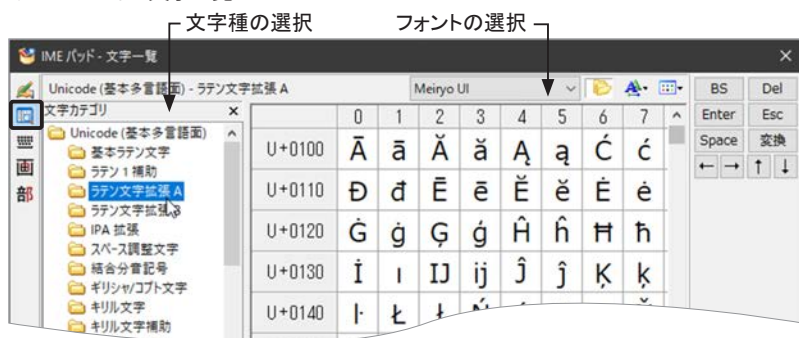 文字種の選択 フォントの選択
IME パッド - 文字一覧
Unicode (基本多言語面) - ラテン文字拡張 A Meiryo UI BS Del
文字カテゴリ 0 1 2 3 4 5 6 7 Enter Esc
Unicode (基本多言語面) Space 変換
基本ラテン文字 U+0100 Ā ā Ă ă Ą ą Ć ć ← → ↑ ↓
画 ラテン 1 補助
部 ラテン文字拡張 A U+0110 Đ đ Ē ē Ĕ ĕ Ė ė
ラテン文字拡張 B
IPA 拡張 U+0120 Ġ ġ Ģ ģ Ĥ ĥ Ħ ħ
スペース調整文字
結合分音記号 U+0130 İ ı IJ ij Ĵ ĵ Ķ ķ
ギリシャ/コプト文字
キリル文字 U+0140 ŀ Ł
キリル文字補助